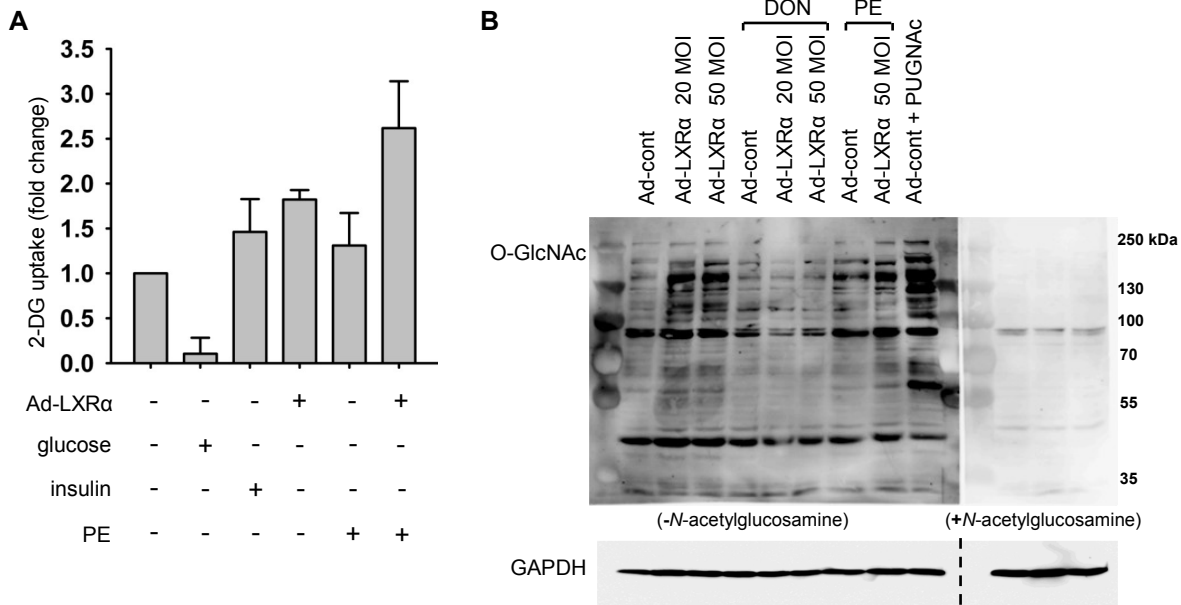 A
2-DG uptake (fold change)
3.5
3.0
2.5
2.0
1.5
1.0
0.5
0.0
Ad-LXRα - - - + - +
glucose - + - - - -
insulin - - + - - -
PE - - - - + +
B
DON PE
Ad-cont
Ad-LXRα 20 MOI
Ad-LXRα 50 MOI
Ad-cont
Ad-LXRα 20 MOI
Ad-LXRα 50 MOI
Ad-cont
Ad-LXRα 50 MOI
Ad-cont + PUGNAc
O-GlcNAc
250 kDa
130
100
70
55
35
(-N-acetylglucosamine) (+N-acetylglucosamine)
GAPDH